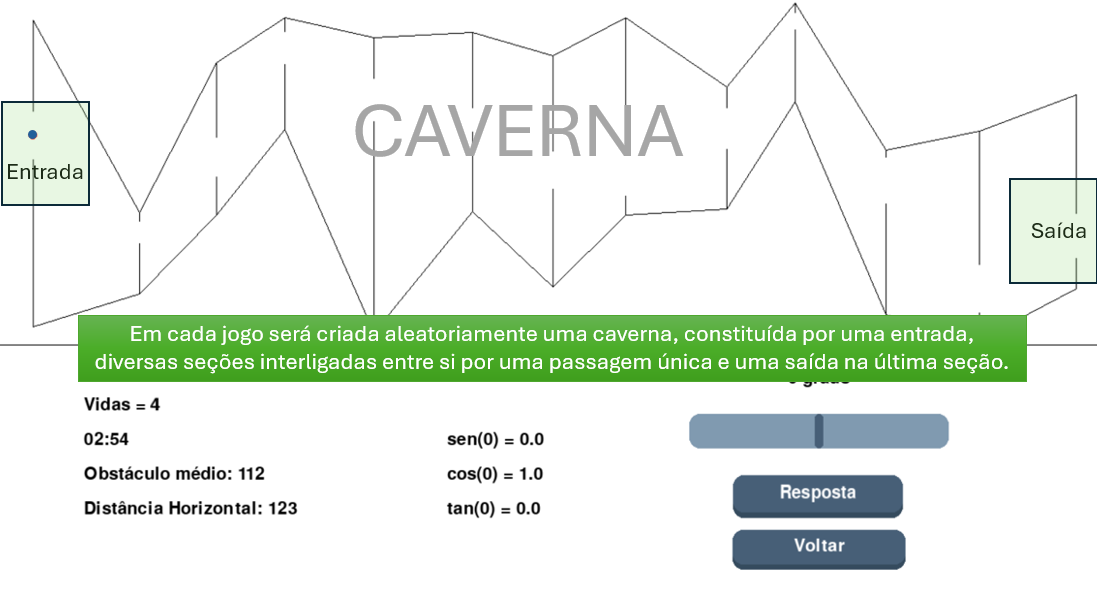 CAVERNA
Entrada
Saída
Em cada jogo será criada aleatoriamente uma caverna, constituída por uma entrada,
diversas seções interligadas entre si por uma passagem única e uma saída na última seção.
Vidas = 4
02:54
Obstáculo médio: 112
Distância Horizontal: 123
sen(0) = 0.0
cos(0) = 1.0
tan(0) = 0.0
Resposta
Voltar